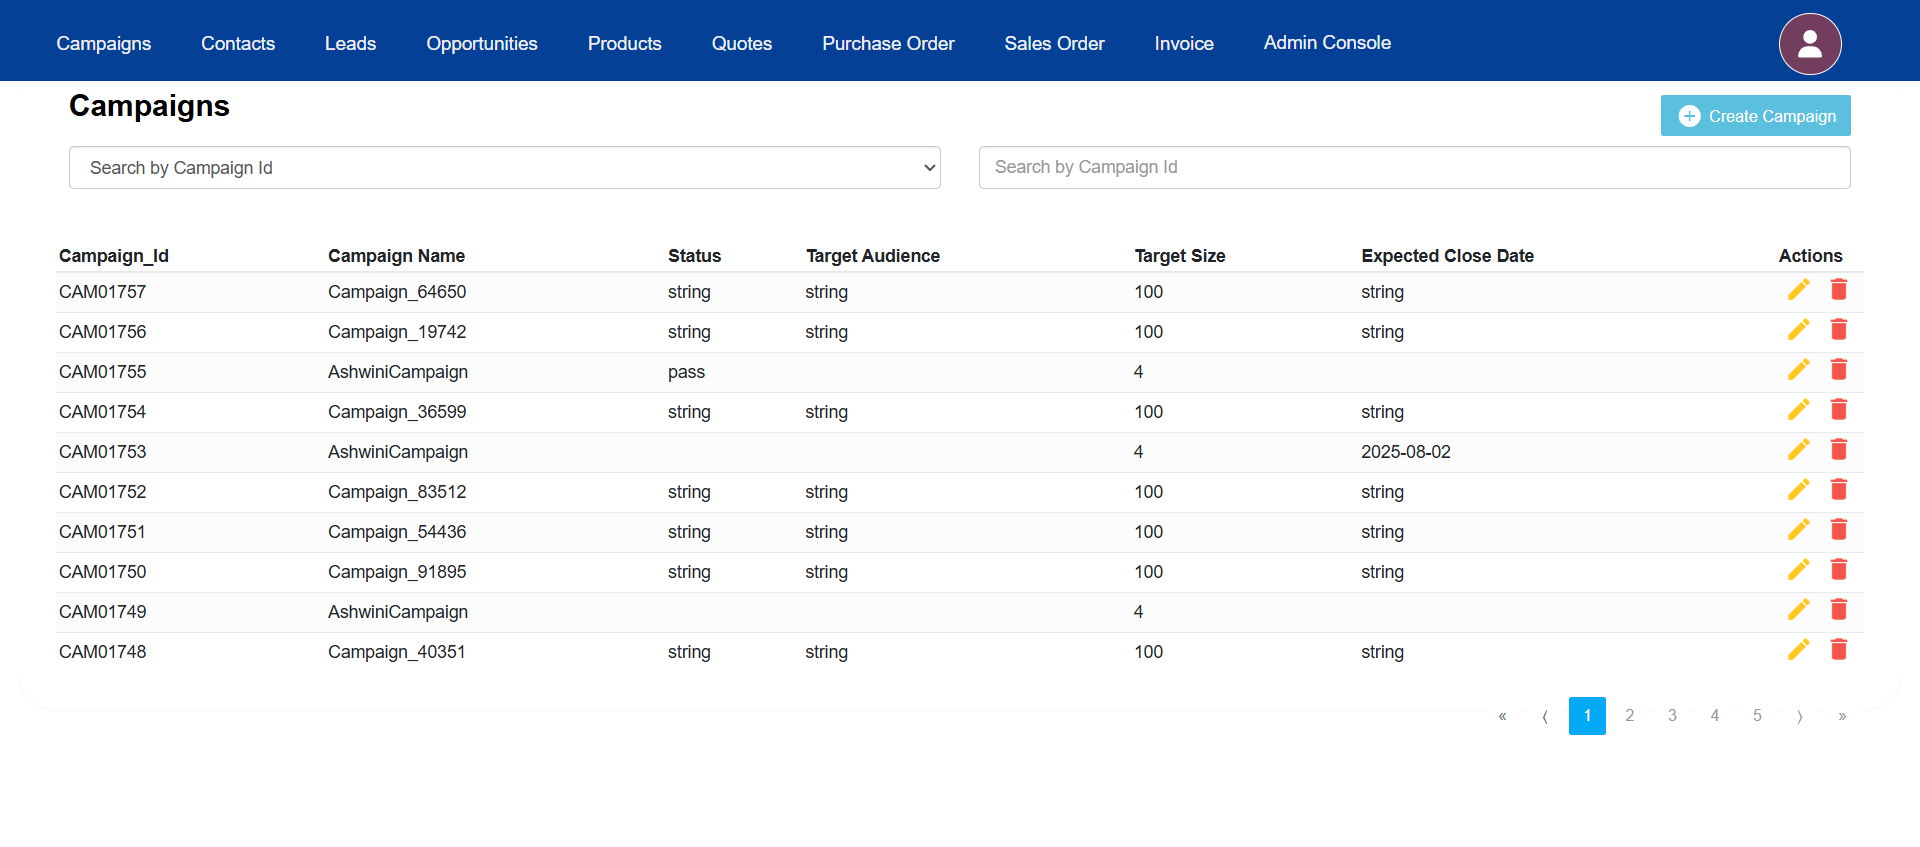 Campaigns Contacts Leads Opportunities Products Quotes Purchase Order Sales Order Invoice Admin Console
Campaigns
Create Campaign
Search by Campaign Id Search by Campaign Id
Campaign_Id Campaign Name Status Target Audience Target Size Expected Close Date Actions
CAM01757 Campaign_64650 string string 100 string
CAM01756 Campaign_19742 string string 100 string
CAM01755 AshwiniCampaign pass 4
CAM01754 Campaign_36599 string string 100 string
CAM01753 AshwiniCampaign 4 2025-08-02
CAM01752 Campaign_83512 string string 100 string
CAM01751 Campaign_54436 string string 100 string
CAM01750 Campaign_91895 string string 100 string
CAM01749 AshwiniCampaign 4
CAM01748 Campaign_40351 string string 100 string
« ⟨ 1 2 3 4 5 ⟩ »